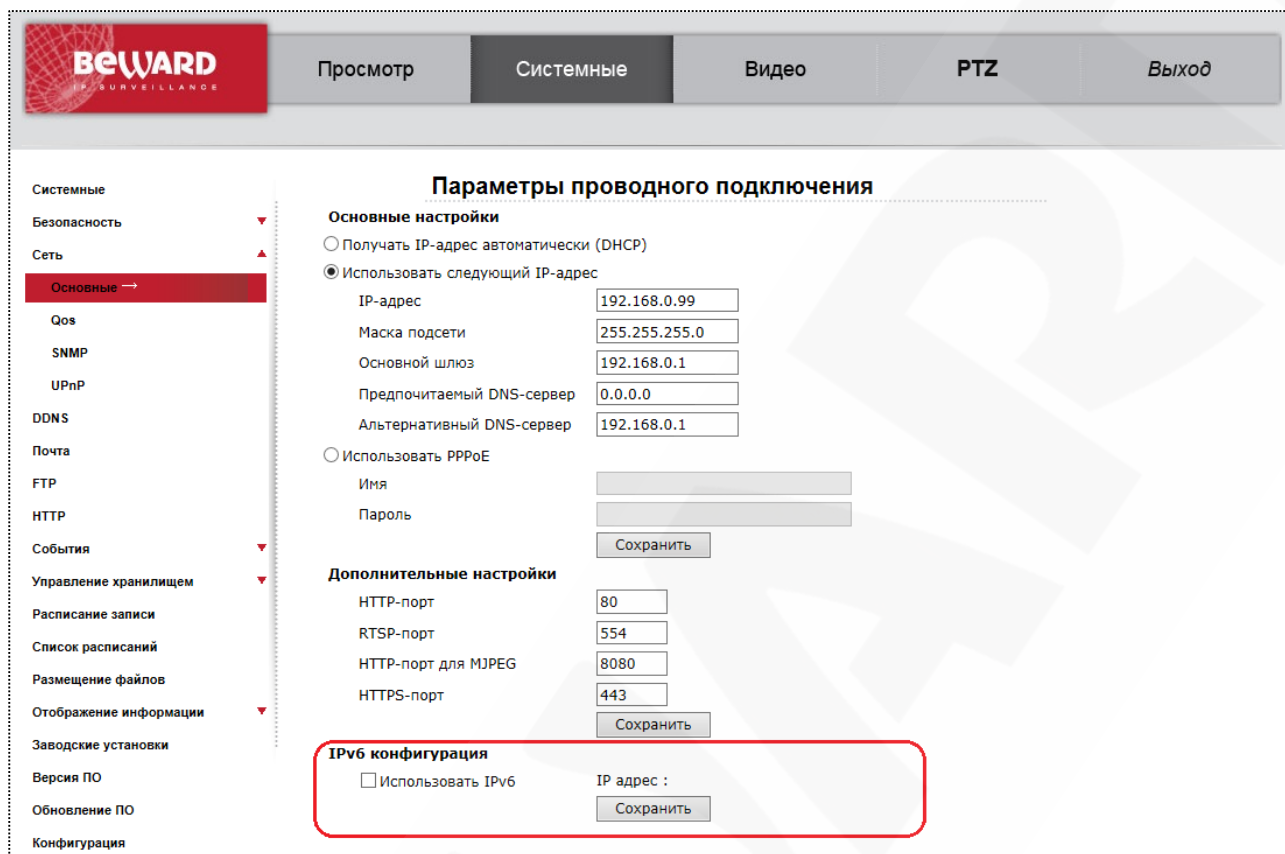 BEWARD
IP SURVEILLANCE
Просмотр
Системные
Видео
PTZ
Выход
Системные
Безопасность
Сеть
Основные →
Qos
SNMP
UPnP
DDNS
Почта
FTP
HTTP
События
Управление хранилищем
Расписание записи
Список расписаний
Размещение файлов
Отображение информации
Заводские установки
Версия ПО
Обновление ПО
Конфигурация
Параметры проводного подключения
Основные настройки
Получать IP-адрес автоматически (DHCP)
Использовать следующий IP-адрес
IP-адрес 192.168.0.99
Маска подсети 255.255.255.0
Основной шлюз 192.168.0.1
Предпочитаемый DNS-сервер 0.0.0.0
Альтернативный DNS-сервер 192.168.0.1
Использовать PPPoE
Имя
Пароль
Сохранить
Дополнительные настройки
HTTP-порт 80
RTSP-порт 554
HTTP-порт для MJPEG 8080
HTTPS-порт 443
Сохранить
IPv6 конфигурация
Использовать IPv6 IP адрес :
Сохранить